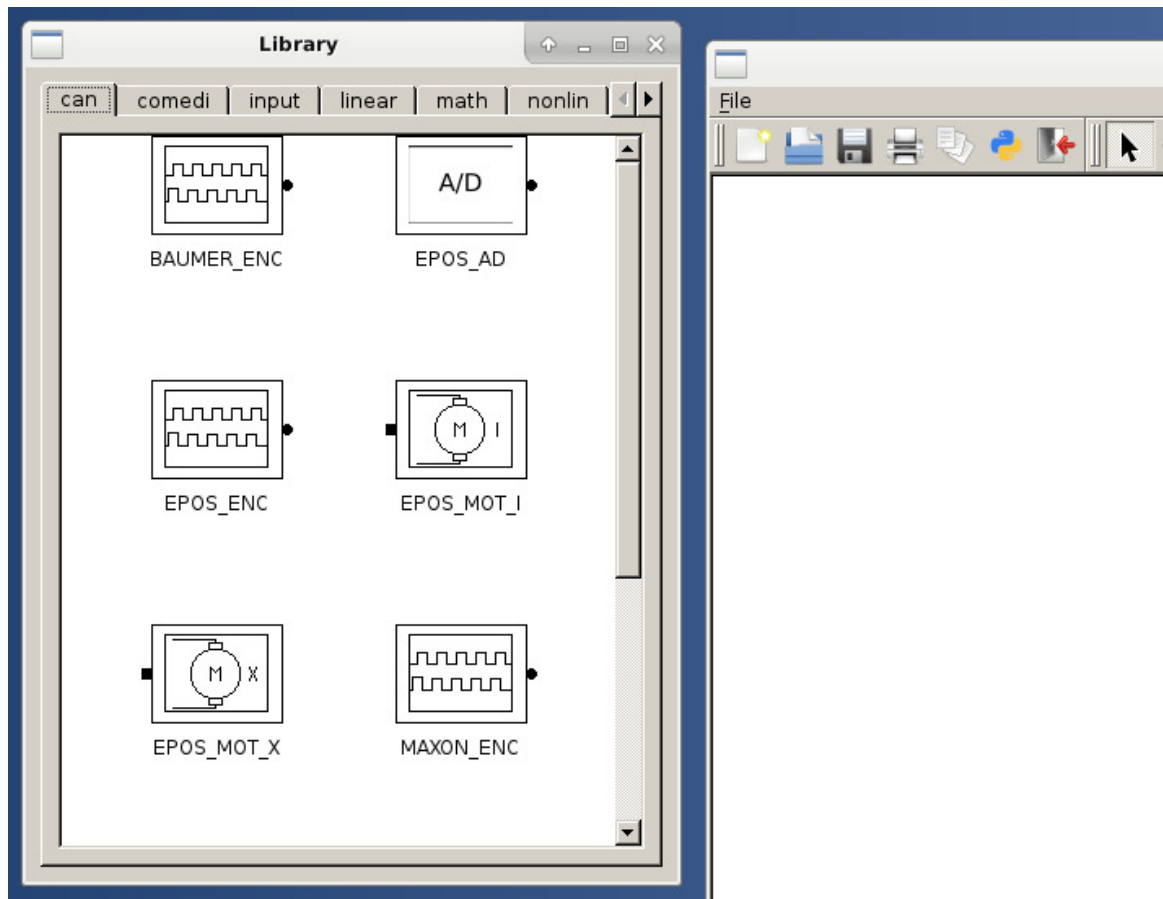 Library
can comedi input linear math nonlin
File
A/D
BAUMER_ENC EPOS_AD
M I
EPOS_ENC EPOS_MOT_I
M X
EPOS_MOT_X MAXON_ENC